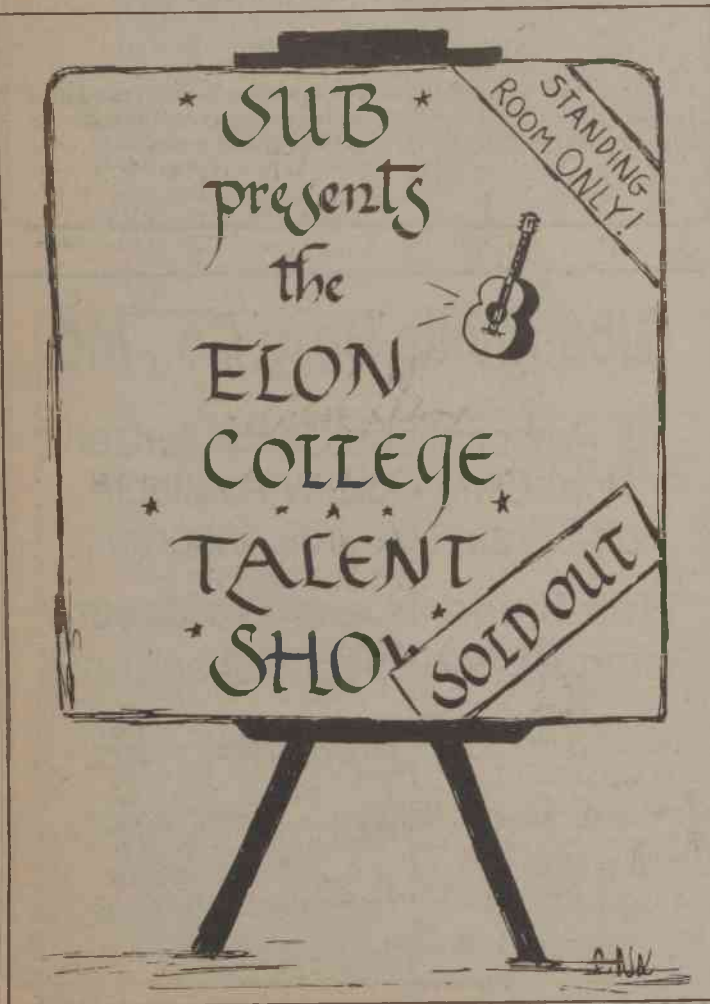 SUB
presents
the
ELON
COLLEGE
TALENT
SHO
STANDING
ROOM ONLY!
SOLD OUT